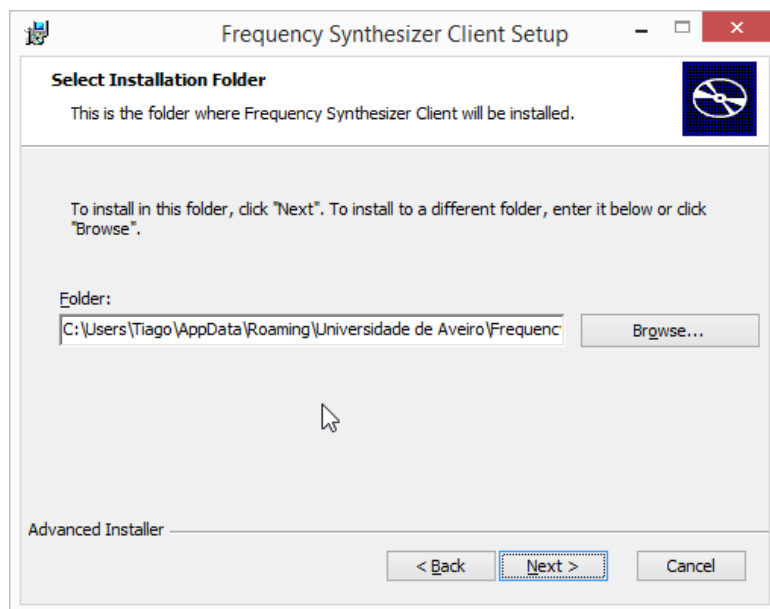 Frequency Synthesizer Client Setup
Select Installation Folder
This is the folder where Frequency Synthesizer Client will be installed.
To install in this folder, click "Next". To install to a different folder, enter it below or click
"Browse".
Folder:
C:\Users\Tiago\AppData\Roaming\Universidade de Aveiro\Frequenc
Browse...
Advanced Installer
< Back
Next >
Cancel